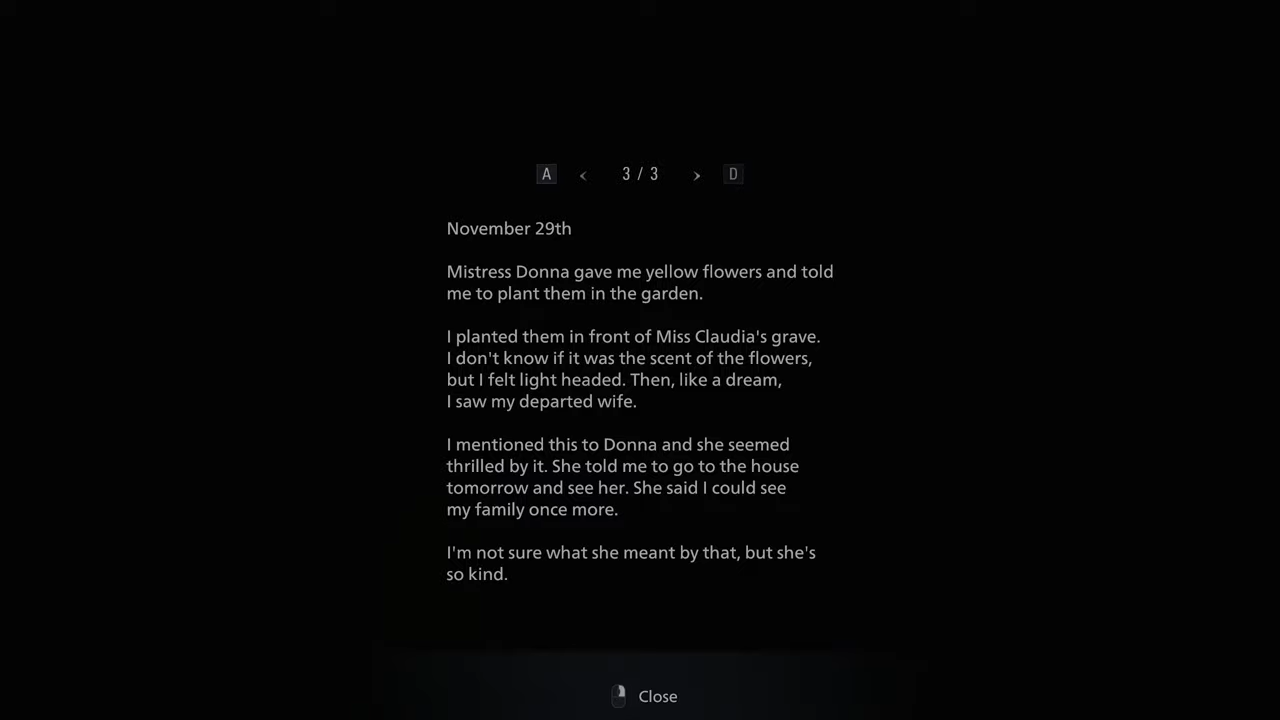 A < 3 / 3 > D
November 29th
Mistress Donna gave me yellow flowers and told
me to plant them in the garden.
I planted them in front of Miss Claudia's grave.
I don't know if it was the scent of the flowers,
but I felt light headed. Then, like a dream,
I saw my departed wife.
I mentioned this to Donna and she seemed
thrilled by it. She told me to go to the house
tomorrow and see her. She said I could see
my family once more.
I'm not sure what she meant by that, but she's
so kind.
Close